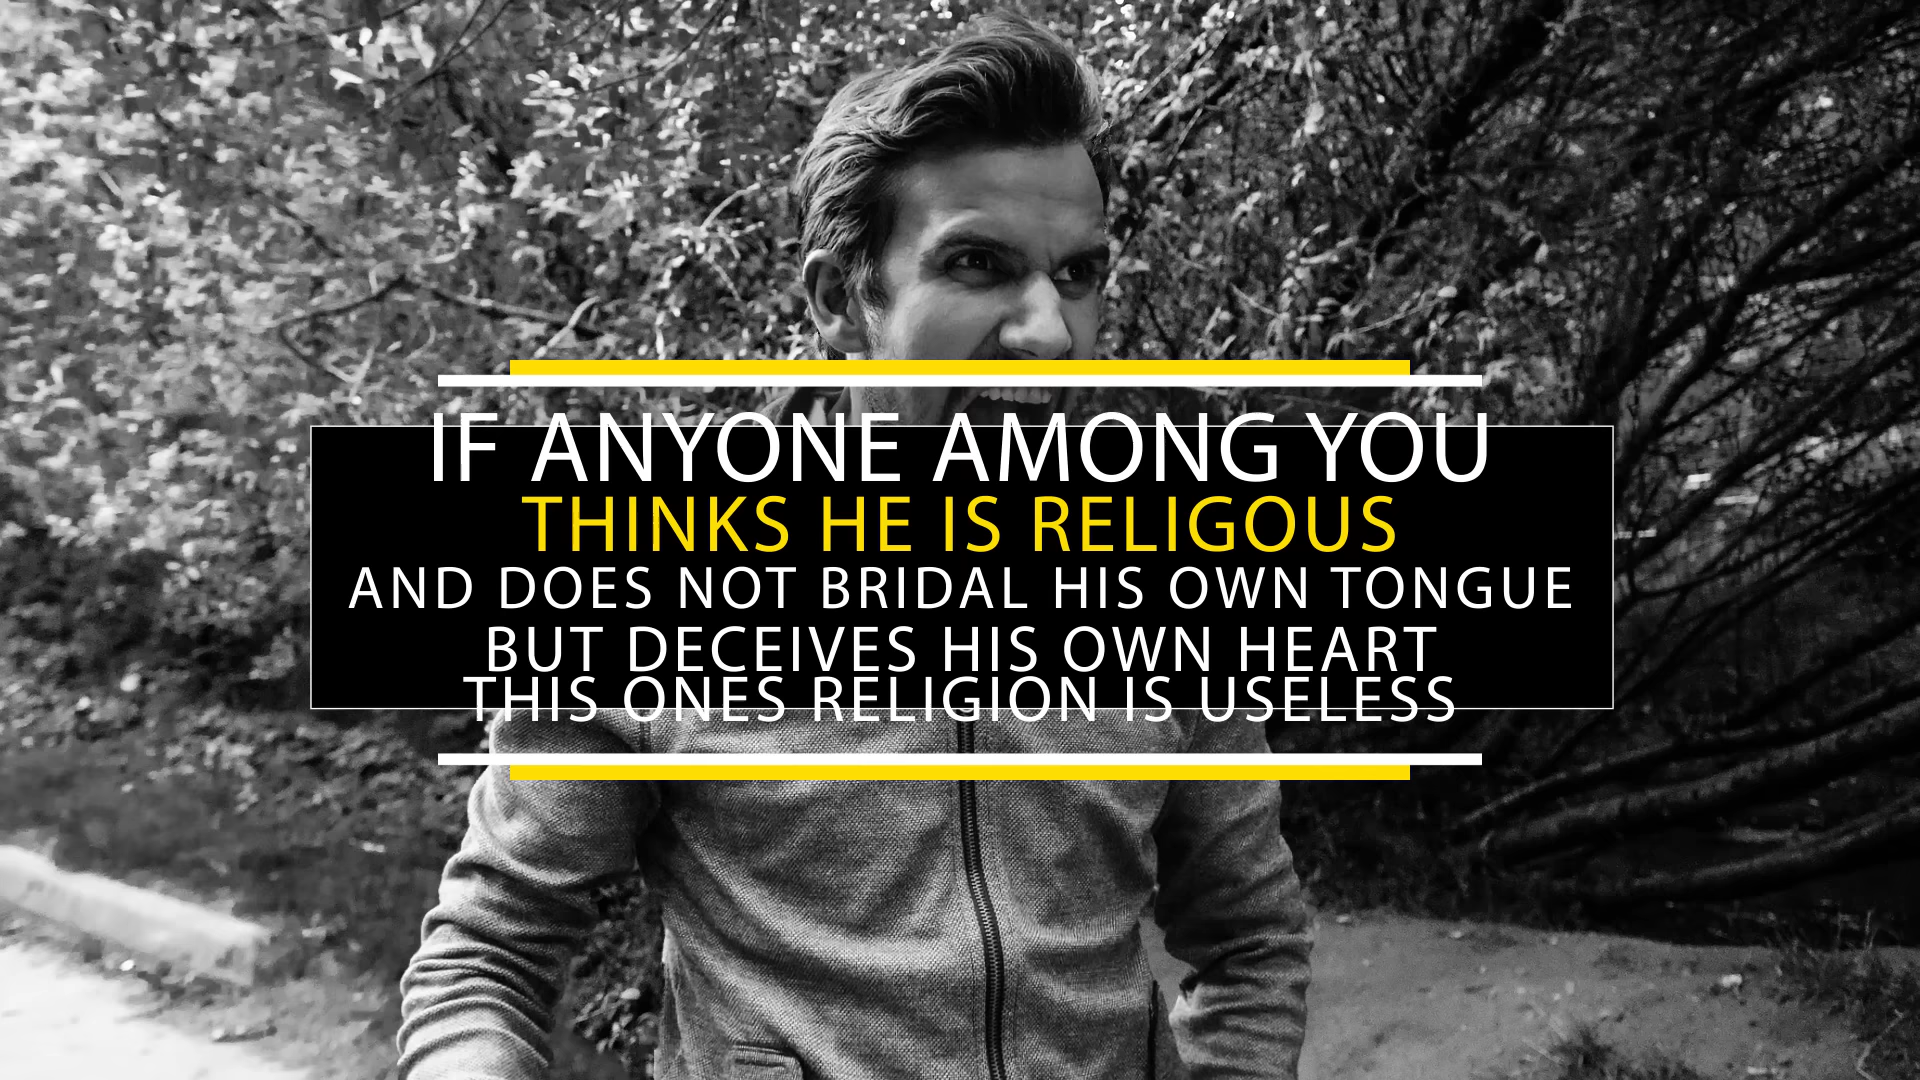 IF ANYONE AMONG YOU
THINKS HE IS RELIGOUS
AND DOES NOT BRIDAL HIS OWN TONGUE
BUT DECEIVES HIS OWN HEART
THIS ONES RELIGION IS USELESS